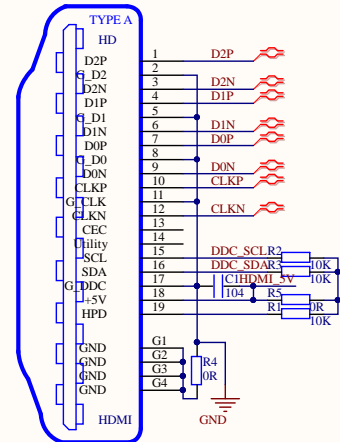 TYPE A
HD
D2P 1 D2P
G_D2 2
D2N 3 D2N
D1P 4 D1P
G_D1 5
D1N 6 D1N
D0P 7 D0P
G_D0 8
D0N 9 D0N
CLKP 10 CLKP
G_CLK 11
CLKN 12 CLKN
CEC 13
Utility 14
SCL 15 DDC_SCL R2 10K
SDA 16 DDC_SDA R3 10K
G_DDC 17 C1 104 HDMI_5V
+5V 18 R5 0R
HPD 19 R1 10K
GND G1
GND G2
GND G3
GND G4
R4
0R
HDMI
GND